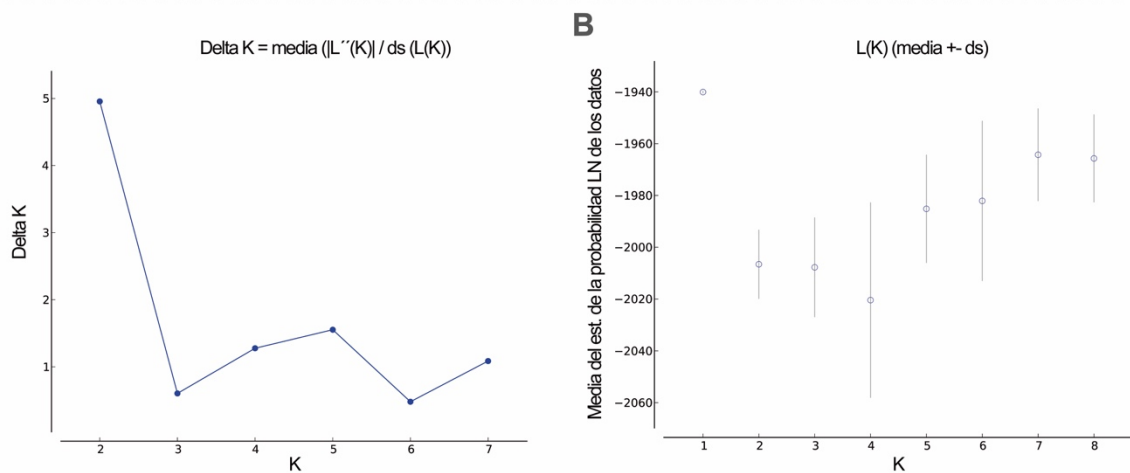 Delta K = media (|L´´(K)| / ds (L(K))
Delta K
5
4
3
2
1
2 3 4 5 6 7
K
B
L(K) (media +- ds)
Media del est. de la probabilidad LN de los datos
−1940
−1960
−1980
−2000
−2020
−2040
−2060
1 2 3 4 5 6 7 8
K